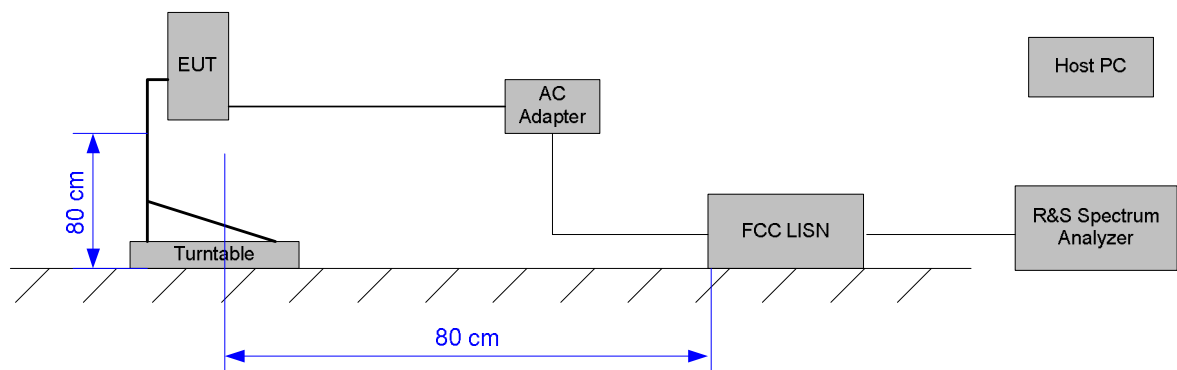 EUT
AC
Adapter
Host PC
80 cm
Turntable
FCC LISN
R&S Spectrum
Analyzer
80 cm